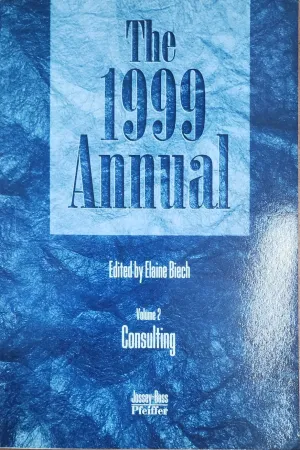 The
1999
Annual
Edited by Elaine Biech
Volume 2
Consulting
Jossey-Bass
Pfeiffer